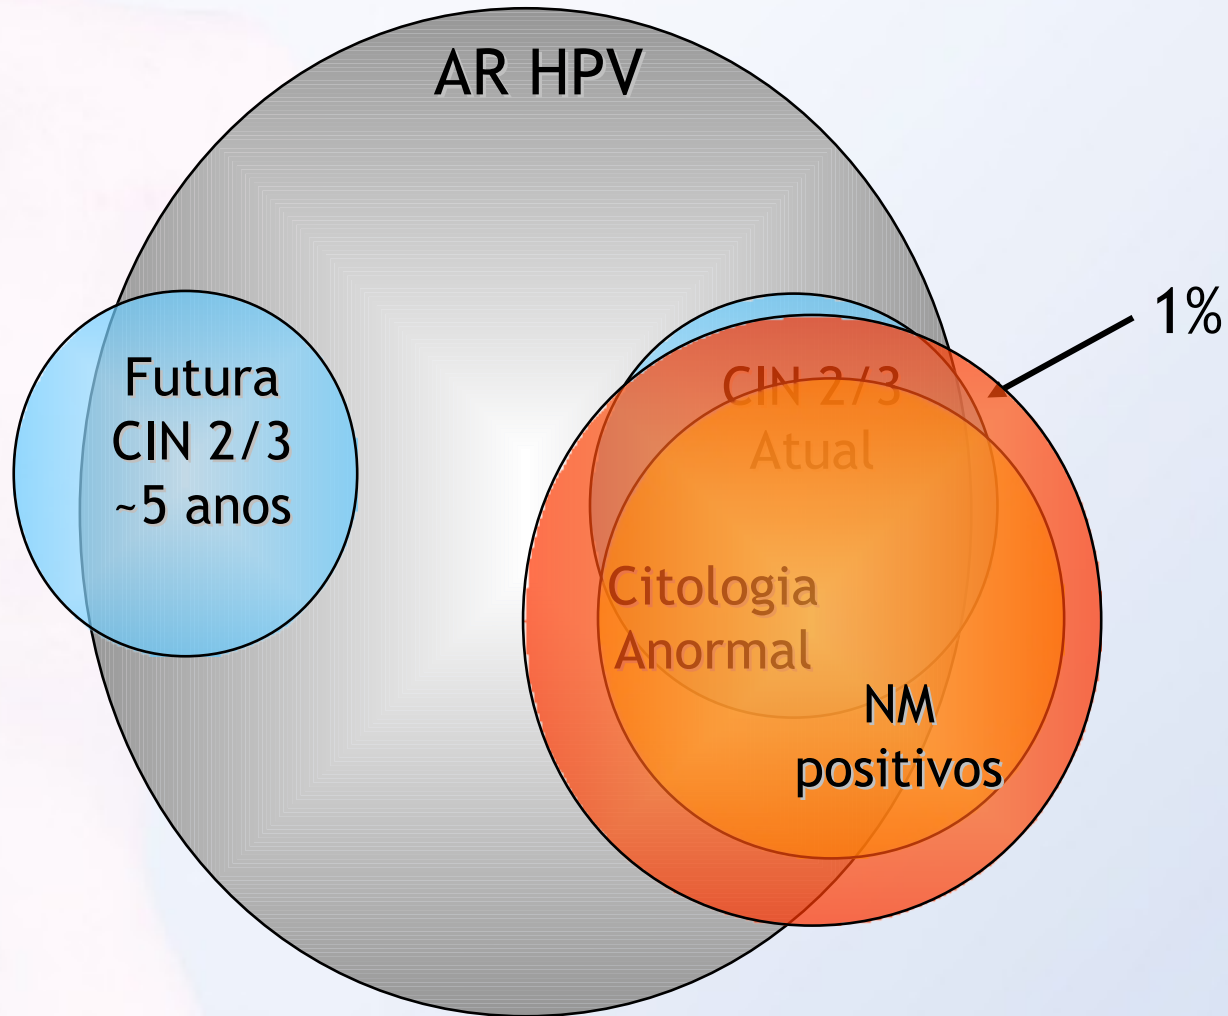 AR HPV
1%
Futura
CIN 2/3
~5 anos
CIN 2/3
Atual
Citologia
Anormal
NM
positivos